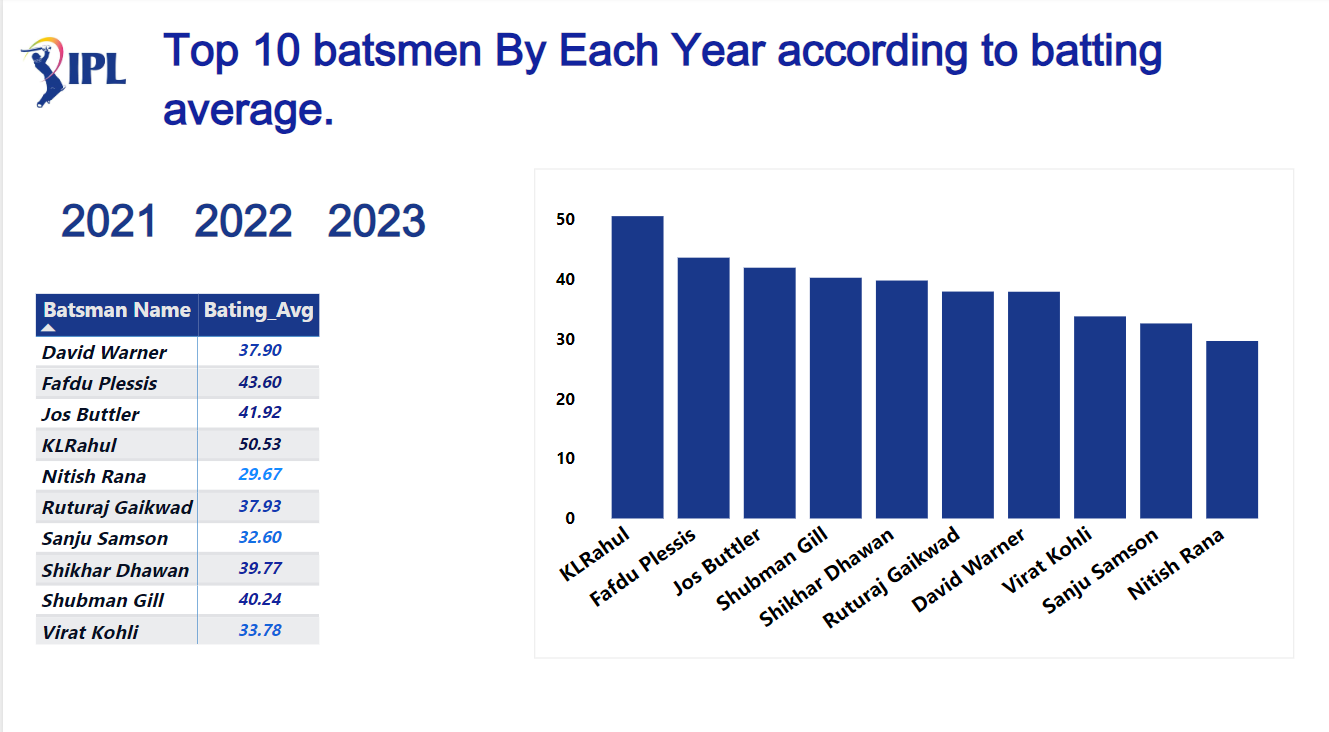 IPL
Top 10 batsmen By Each Year according to batting
average.
2021 2022 2023
Batsman Name Bating_Avg
David Warner 37.90
Fafdu Plessis 43.60
Jos Buttler 41.92
KLRahul 50.53
Nitish Rana 29.67
Ruturaj Gaikwad 37.93
Sanju Samson 32.60
Shikhar Dhawan 39.77
Shubman Gill 40.24
Virat Kohli 33.78
50
40
30
20
10
0
KLRahul
Fafdu Plessis
Jos Buttler
Shubman Gill
Shikhar Dhawan
Ruturaj Gaikwad
David Warner
Virat Kohli
Sanju Samson
Nitish Rana